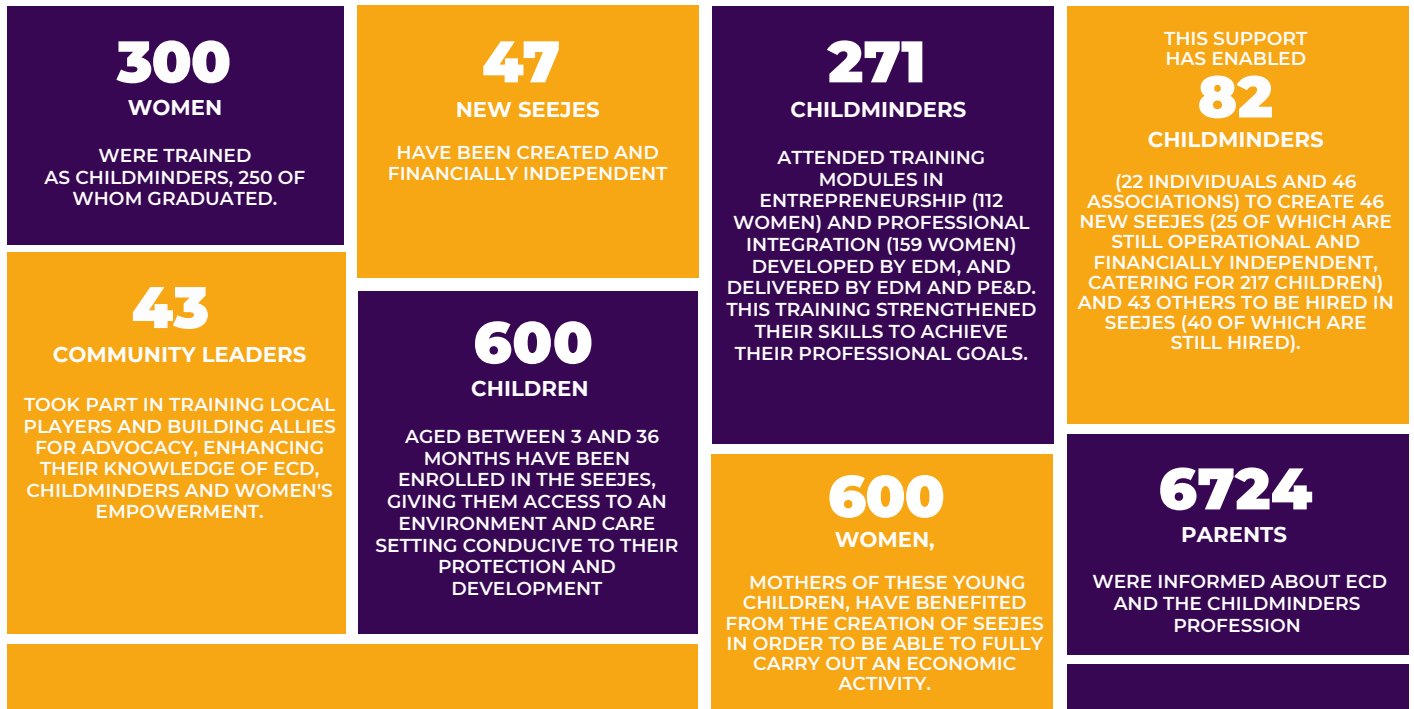 300
WOMEN
WERE TRAINED
AS CHILDMINDERS, 250 OF
WHOM GRADUATED.
43
COMMUNITY LEADERS
TOOK PART IN TRAINING LOCAL
PLAYERS AND BUILDING ALLIES
FOR ADVOCACY, ENHANCING
THEIR KNOWLEDGE OF ECD,
CHILDMINDERS AND WOMEN'S
EMPOWERMENT.
47
NEW SEEJES
HAVE BEEN CREATED AND
FINANCIALLY INDEPENDENT
600
CHILDREN
AGED BETWEEN 3 AND 36
MONTHS HAVE BEEN
ENROLLED IN THE SEEJES,
GIVING THEM ACCESS TO AN
ENVIRONMENT AND CARE
SETTING CONDUCIVE TO THEIR
PROTECTION AND
DEVELOPMENT
271
CHILDMINDERS
ATTENDED TRAINING
MODULES IN
ENTREPRENEURSHIP (112
WOMEN) AND PROFESSIONAL
INTEGRATION (159 WOMEN)
DEVELOPED BY EDM, AND
DELIVERED BY EDM AND PE&D.
THIS TRAINING STRENGTHENED
THEIR SKILLS TO ACHIEVE
THEIR PROFESSIONAL GOALS.
600
WOMEN,
MOTHERS OF THESE YOUNG
CHILDREN, HAVE BENEFITED
FROM THE CREATION OF SEEJES
IN ORDER TO BE ABLE TO FULLY
CARRY OUT AN ECONOMIC
ACTIVITY.
THIS SUPPORT
HAS ENABLED
82
CHILDMINDERS
(22 INDIVIDUALS AND 46
ASSOCIATIONS) TO CREATE 46
NEW SEEJES (25 OF WHICH ARE
STILL OPERATIONAL AND
FINANCIALLY INDEPENDENT,
CATERING FOR 217 CHILDREN)
AND 43 OTHERS TO BE HIRED IN
SEEJES (40 OF WHICH ARE
STILL HIRED).
6724
PARENTS
WERE INFORMED ABOUT ECD
AND THE CHILDMINDERS
PROFESSION